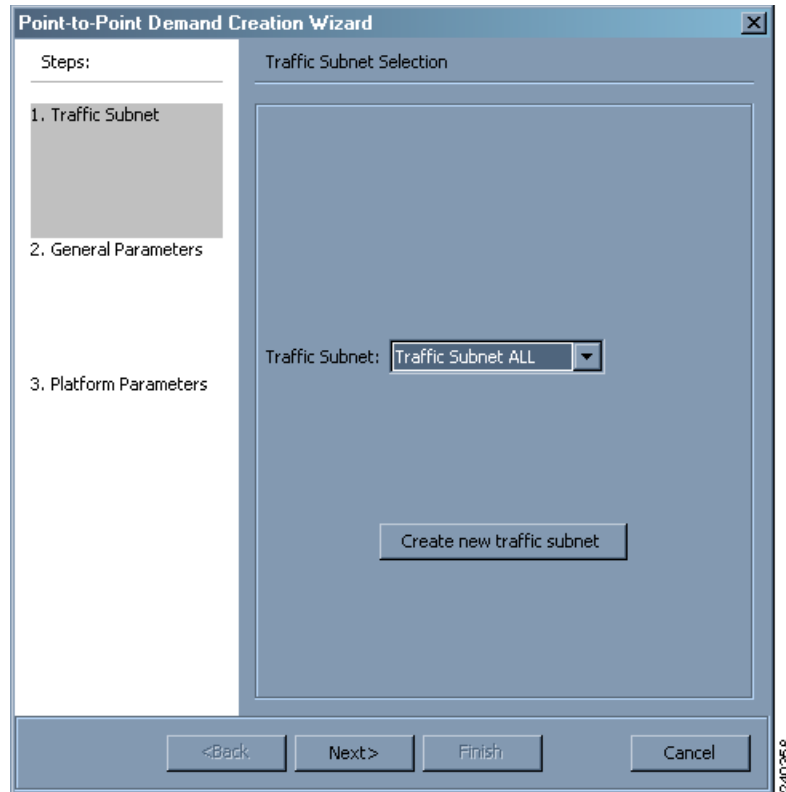 Point-to-Point Demand Creation Wizard
Steps:
Traffic Subnet Selection
1. Traffic Subnet
2. General Parameters
3. Platform Parameters
Traffic Subnet: Traffic Subnet ALL
Create new traffic subnet
<Back Next> Finish Cancel
240358